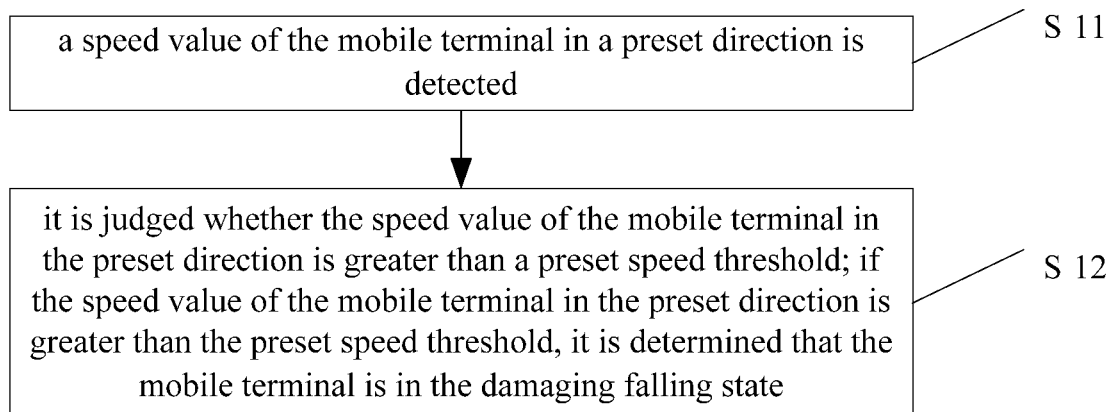 a speed value of the mobile terminal in a preset direction is
detected
S 11
it is judged whether the speed value of the mobile terminal in
the preset direction is greater than a preset speed threshold; if
the speed value of the mobile terminal in the preset direction is
greater than the preset speed threshold, it is determined that the
mobile terminal is in the damaging falling state
S 12